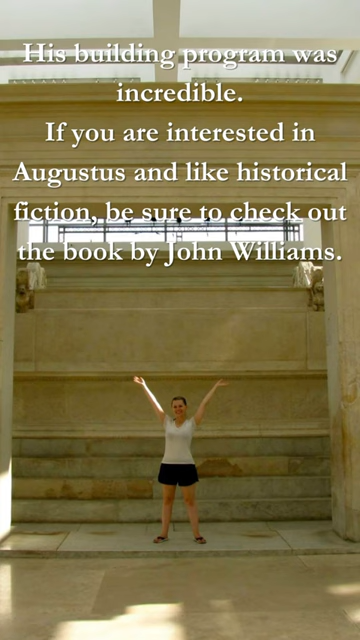 His building program was
incredible.
If you are interested in
Augustus and like historical
fiction, be sure to check out
the book by John Williams.